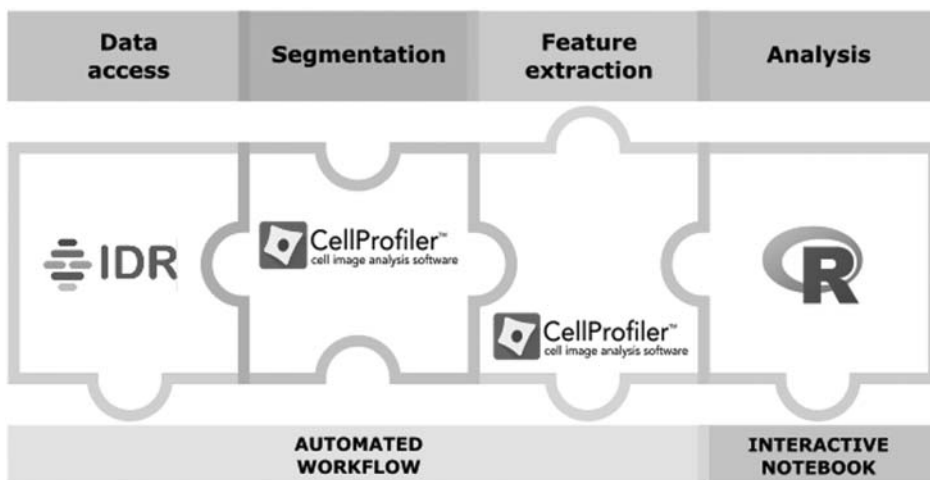 Data
access
Segmentation
Feature
extraction
Analysis
IDR
CellProfiler™
cell image analysis software
CellProfiler™
cell image analysis software
R
AUTOMATED
WORKFLOW
INTERACTIVE
NOTEBOOK